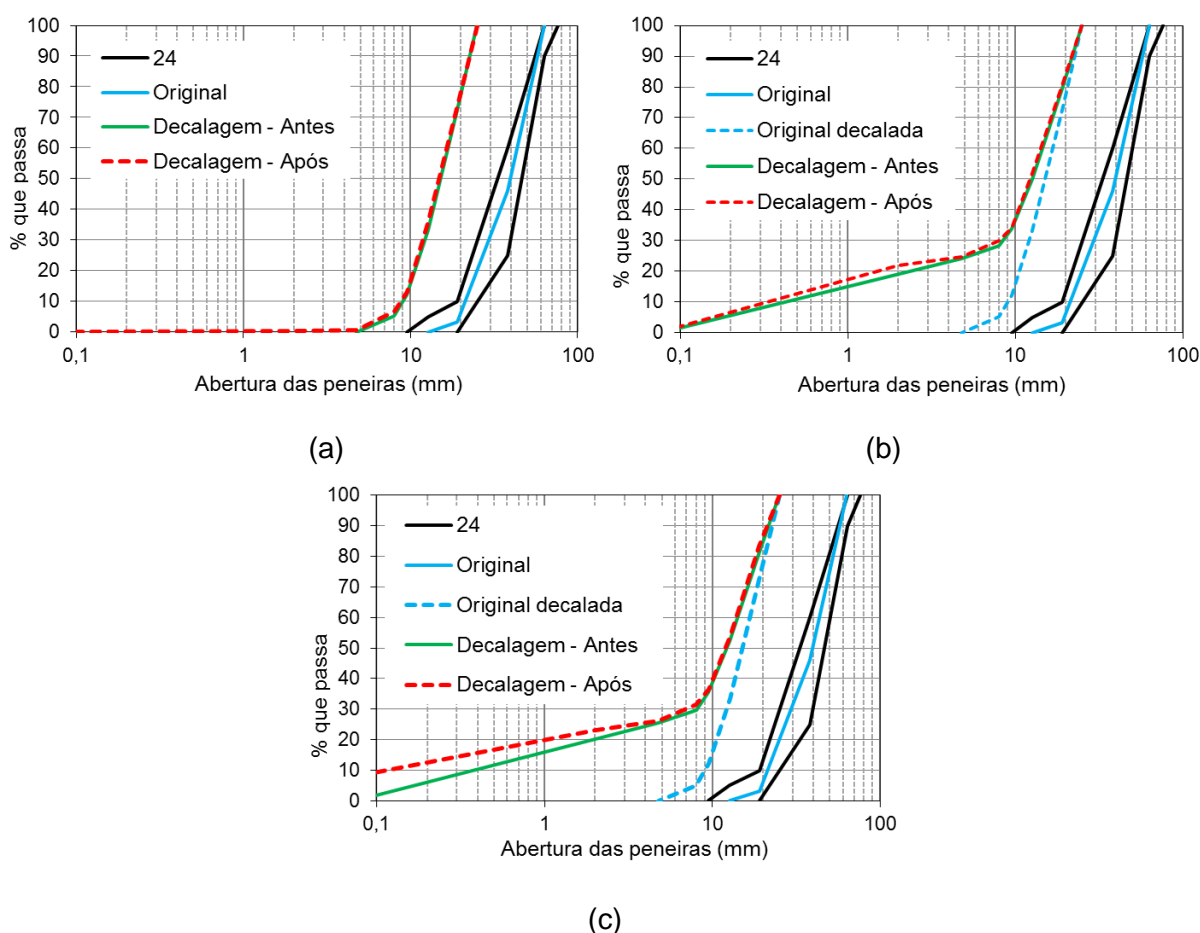 100
90
80
70
60
50
40
30
20
10
0
% que passa
24
Original
Decalagem - Antes
Decalagem - Após
0,1
1
10
100
Abertura das peneiras (mm)
(a)
100
90
80
70
60
50
40
30
20
10
0
% que passa
24
Original
Original decalada
Decalagem - Antes
Decalagem - Após
0,1
1
10
100
Abertura das peneiras (mm)
(b)
100
90
80
70
60
50
40
30
20
10
0
% que passa
24
Original
Original decalada
Decalagem - Antes
Decalagem - Após
0,1
1
10
100
Abertura das peneiras (mm)
(c)